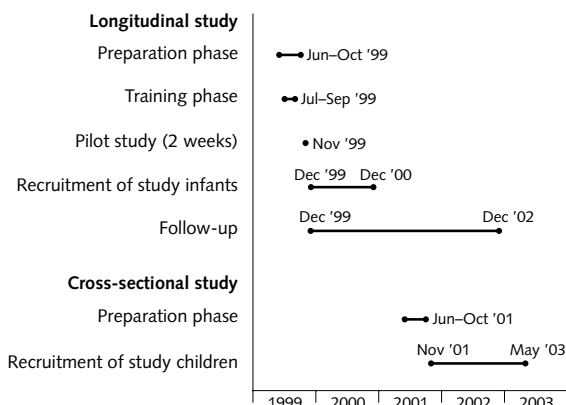 Longitudinal study
Preparation phase
Jun–Oct '99
Training phase
Jul–Sep '99
Pilot study (2 weeks)
Nov '99
Recruitment of study infants
Dec '99 Dec '00
Follow-up
Dec '99 Dec '02
Cross-sectional study
Preparation phase
Jun–Oct '01
Recruitment of study children
Nov '01 May '03
1999 2000 2001 2002 2003